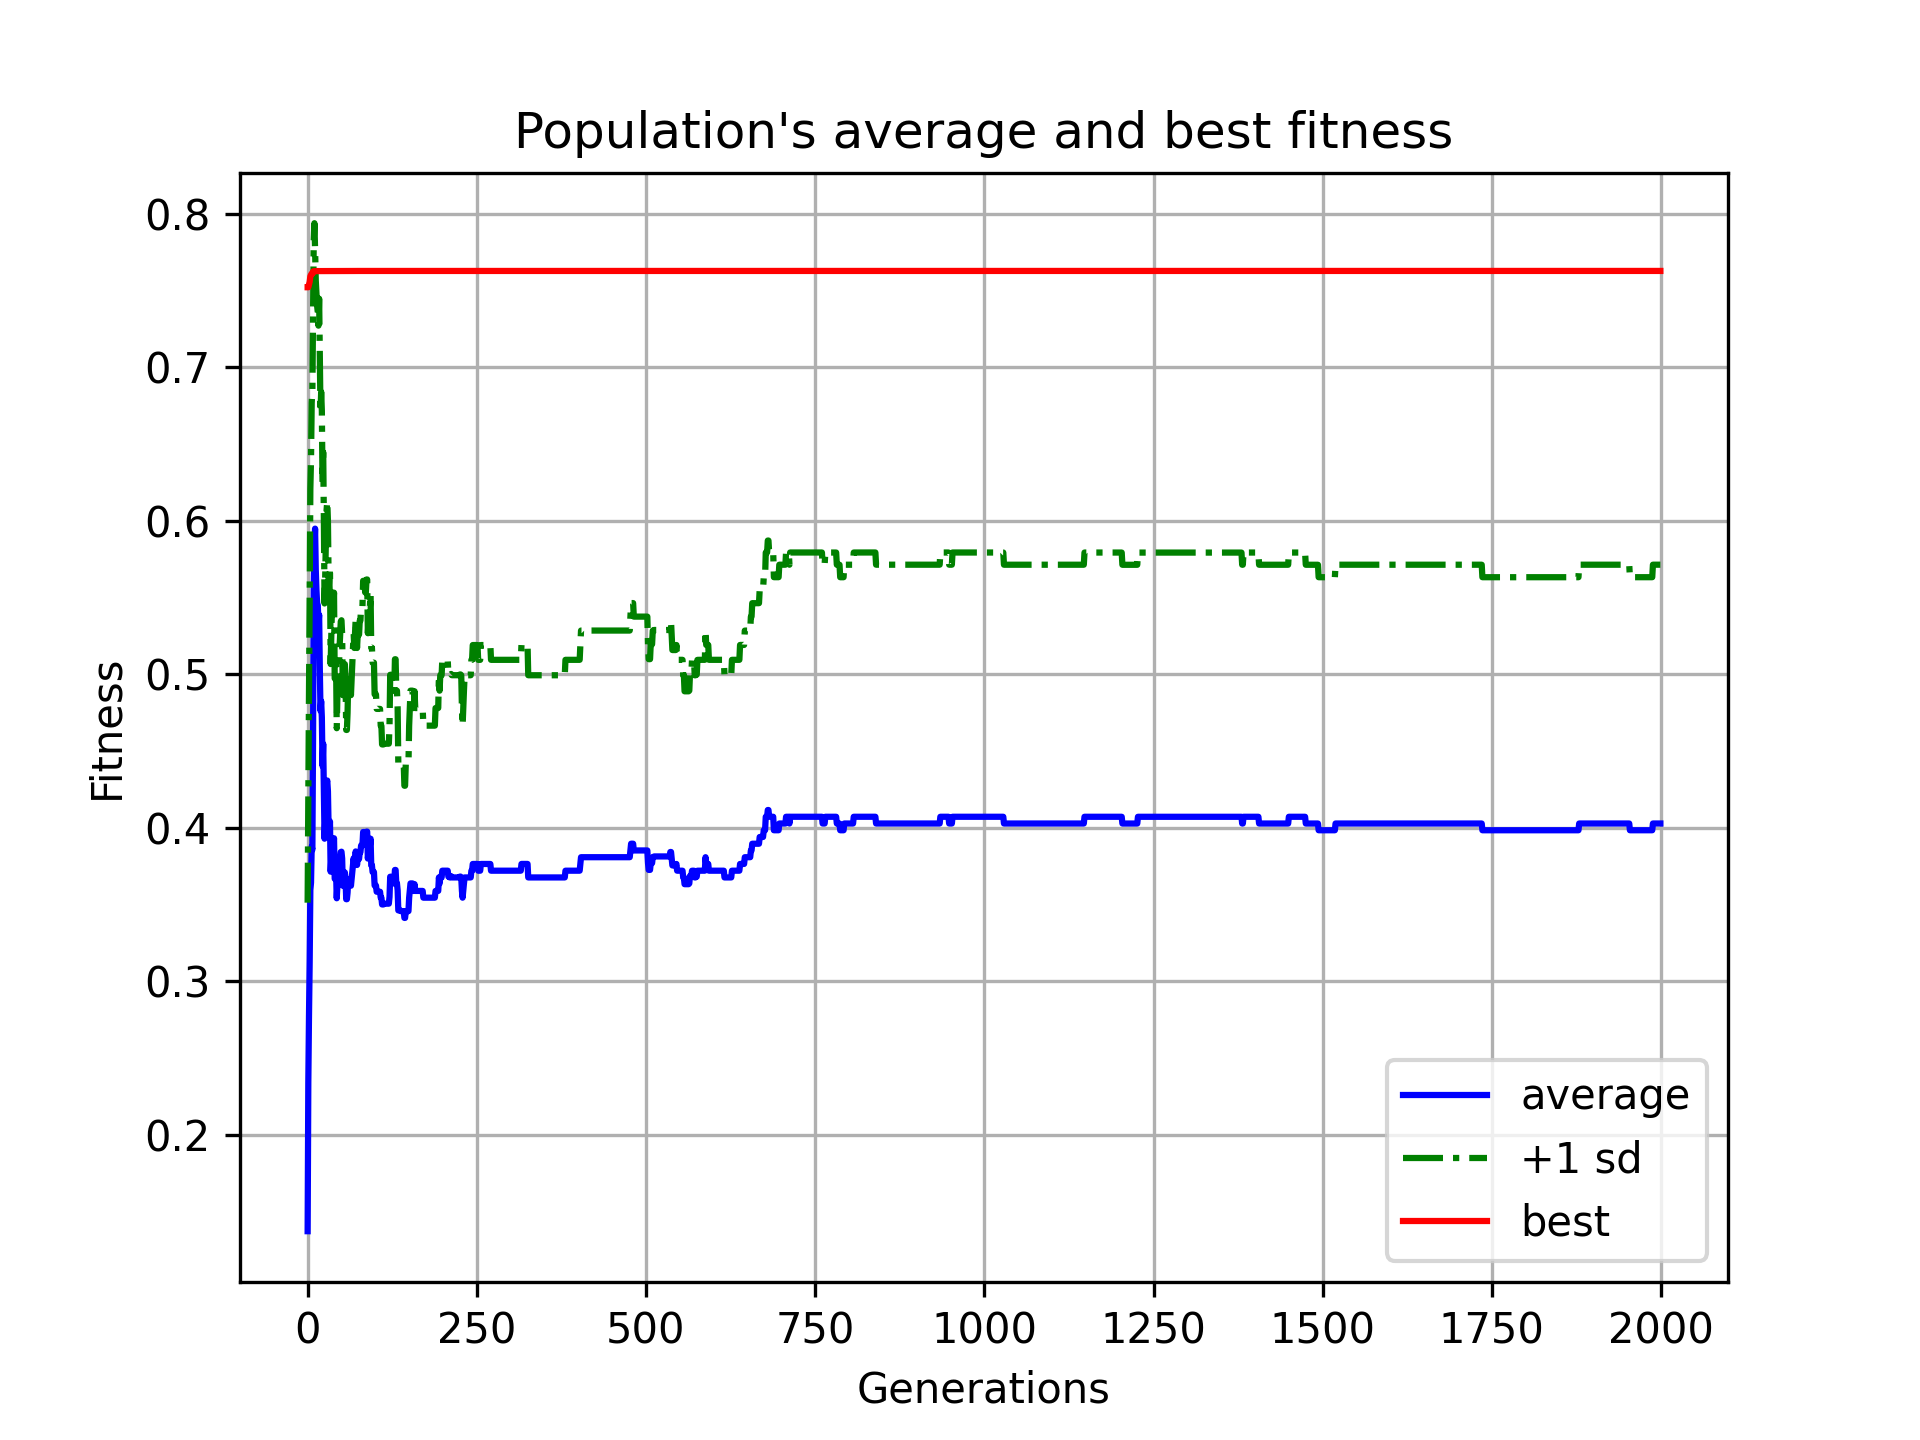 Population's average and best fitness
0.8
0.7
0.6
0.5
0.4
0.3
0.2
Fitness
0 250 500 750 1000 1250 1500 1750 2000
Generations
average
+1 sd
best